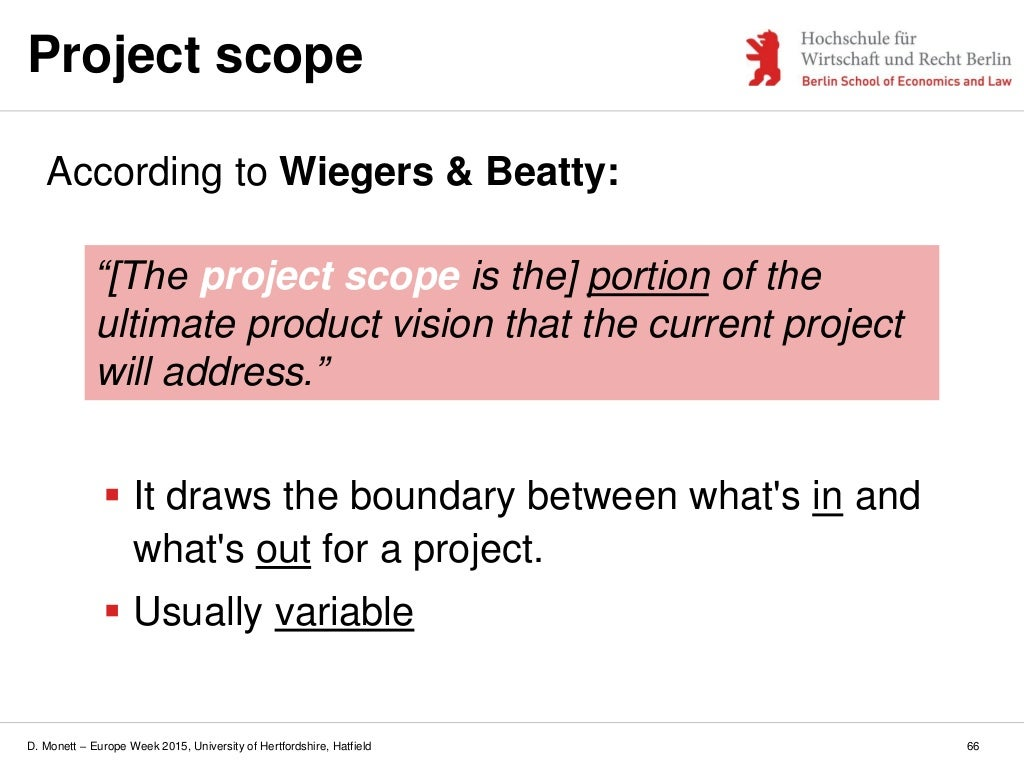 Project scope
Hochschule für
Wirtschaft und Recht Berlin
Berlin School of Economics and Law
According to Wiegers & Beatty:
“[The project scope is the] portion of the
ultimate product vision that the current project
will address.”
▪ It draws the boundary between what's in and
what's out for a project.
▪ Usually variable
D. Monett – Europe Week 2015, University of Hertfordshire, Hatfield
66